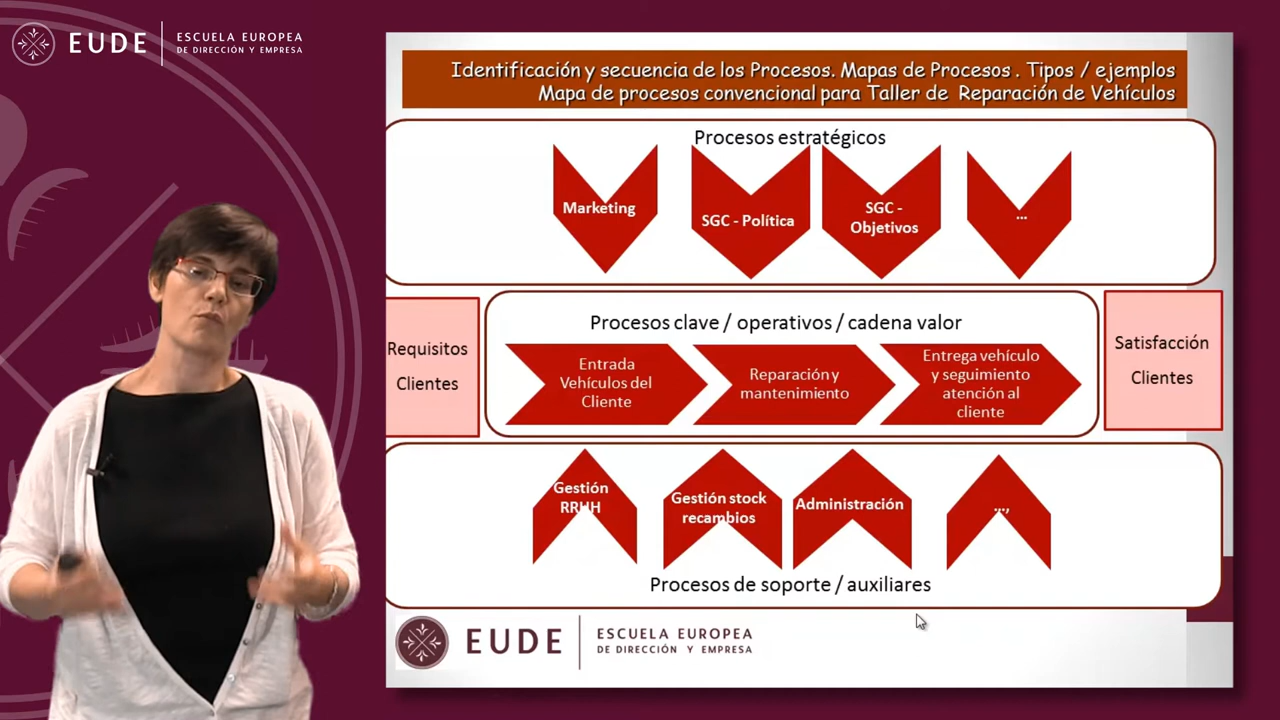 EUDE
ESCUELA EUROPEA
DE DIRECCIÓN Y EMPRESA
Identificación y secuencia de los Procesos. Mapas de Procesos . Tipos / ejemplos
Mapa de procesos convencional para Taller de Reparación de Vehículos
Procesos estratégicos
Marketing
SGC - Política
SGC -
Objetivos
...
Requisitos
Clientes
Procesos clave / operativos / cadena valor
Entrada
Vehículos del
Cliente
Reparación y
mantenimiento
Entrega vehículo
y seguimiento
atención al
cliente
Satisfacción
Clientes
Gestión
RRHH
Gestión stock
recambios
Administración
...,
Procesos de soporte / auxiliares
EUDE
ESCUELA EUROPEA
DE DIRECCIÓN Y EMPRESA